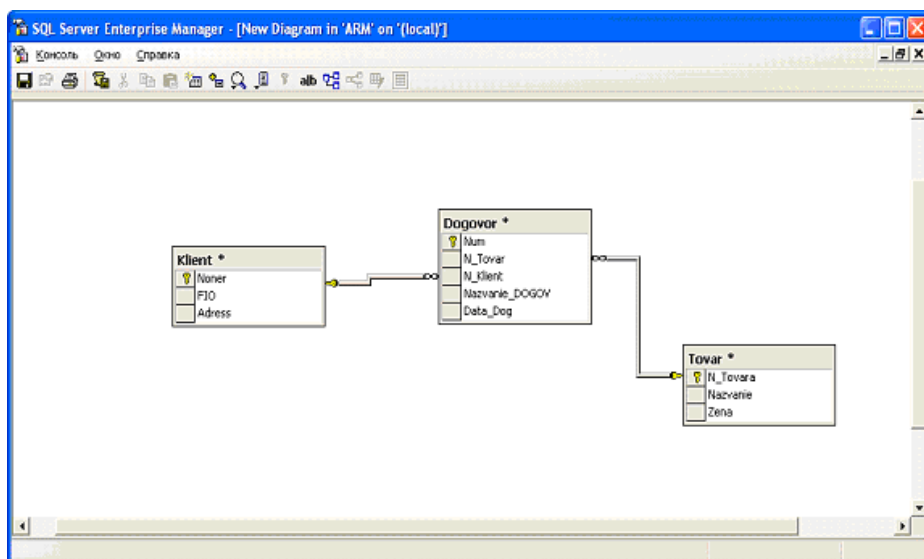 SQL Server Enterprise Manager - [New Diagram in 'ARM' on '(local)']
Консоль Окно Справка
alb
Klient *
Noner
FIO
Adress
Dogovor *
Num
N_Tovar
N_Klient
Nazvanie_DOGOV
Data_Dog
Tovar *
N_Tovara
Nazvanie
Zena